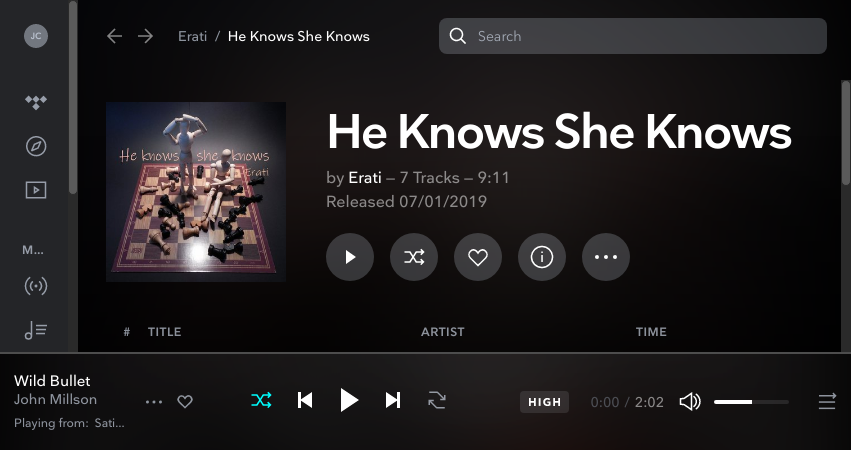 JC
Erati / He Knows She Knows
Search
He knows she knows
Erati
He Knows She Knows
by Erati – 7 Tracks – 9:11
Released 07/01/2019
M...
# TITLE ARTIST TIME
Wild Bullet
John Millson
Playing from: Sati...
HIGH
0:00 / 2:02